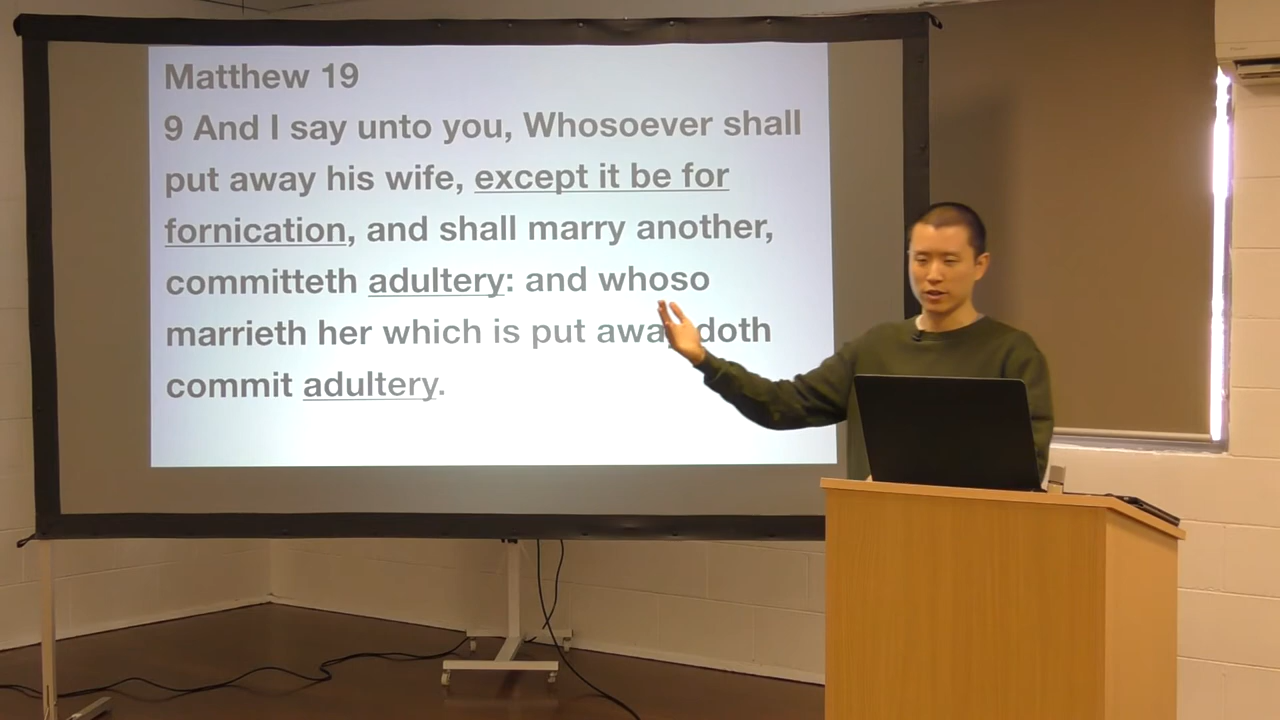 Matthew 19
9 And I say unto you, Whosoever shall
put away his wife, except it be for
fornication, and shall marry another,
committeth adultery: and whoso
marrieth her which is put away doth
commit adultery.